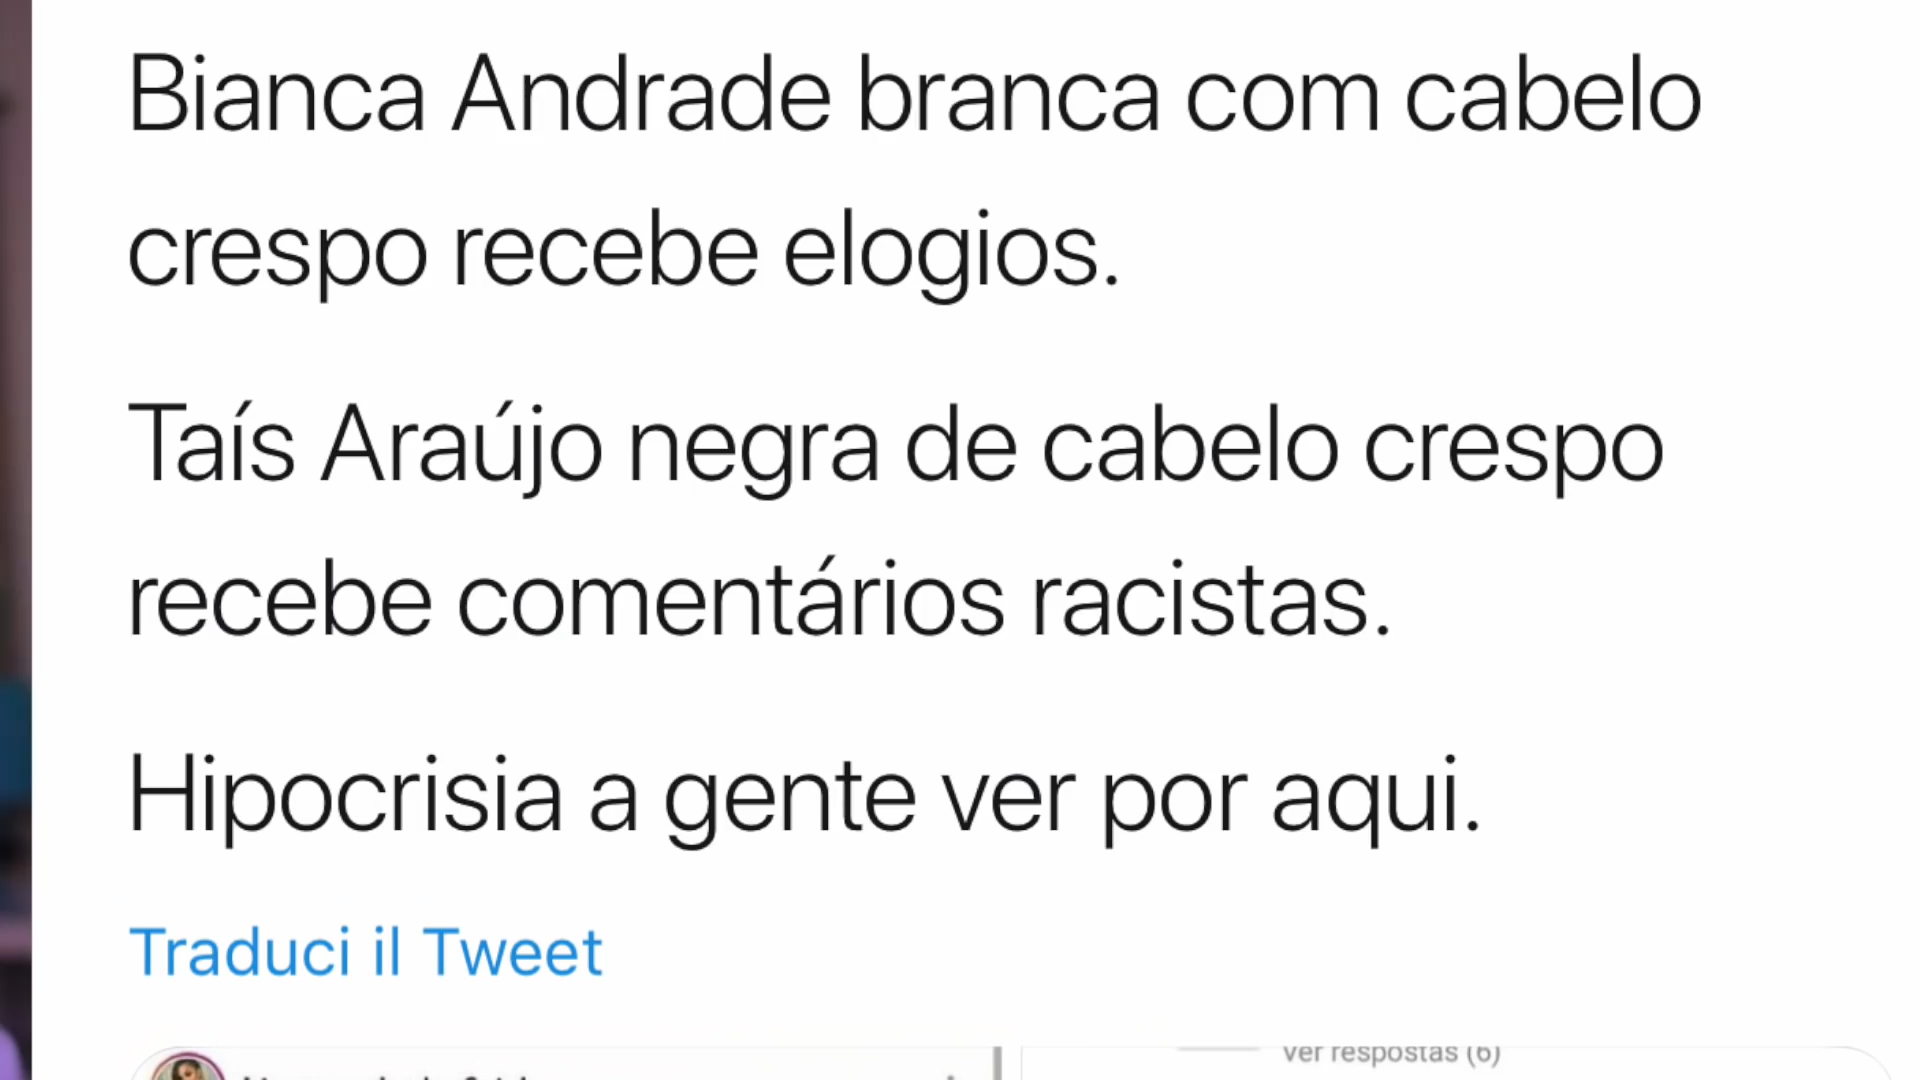 Bianca Andrade branca com cabelo
crespo recebe elogios.
Taís Araújo negra de cabelo crespo
recebe comentários racistas.
Hipocrisia a gente ver por aqui.
Traduci il Tweet
ver respostas (6)